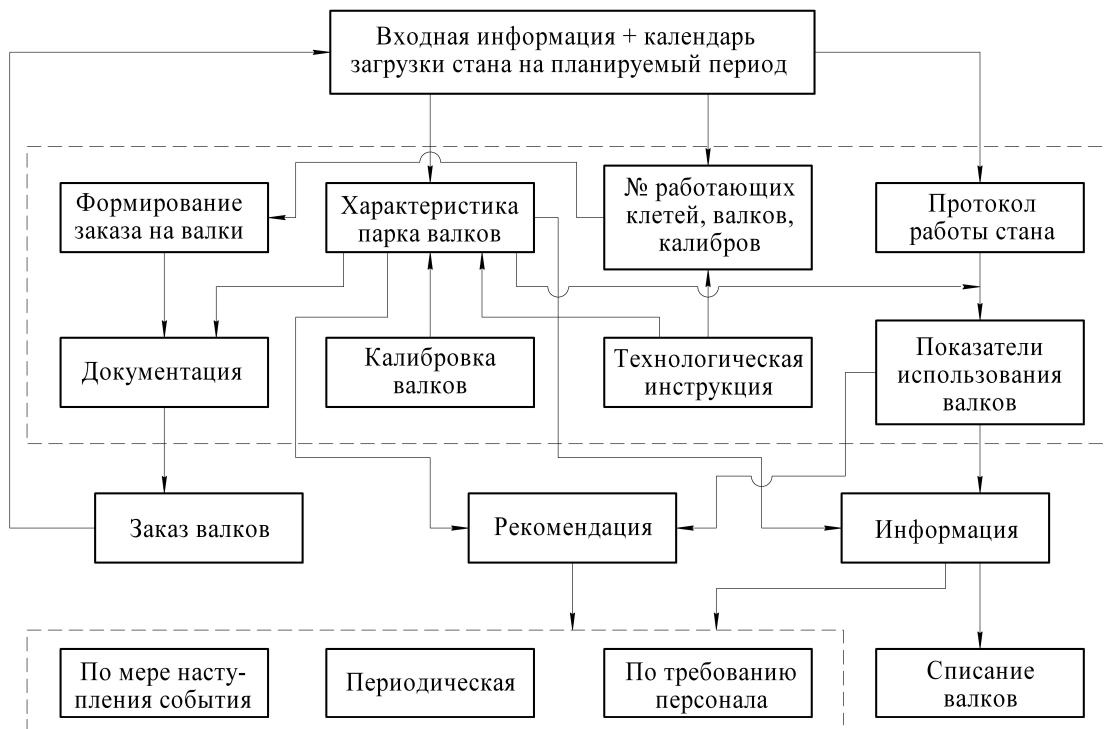 Входная информация + календарь
загрузки стана на планируемый период
Формирование
заказа на валки
Характеристика
парка валков
№ работающих
клетей, валков,
калибров
Протокол
работы стана
Документация
Калибровка
валков
Технологическая
инструкция
Показатели
использования
валков
Заказ валков
Рекомендация
Информация
По мере насту-
пления события
Периодическая
По требованию
персонала
Списание
валков